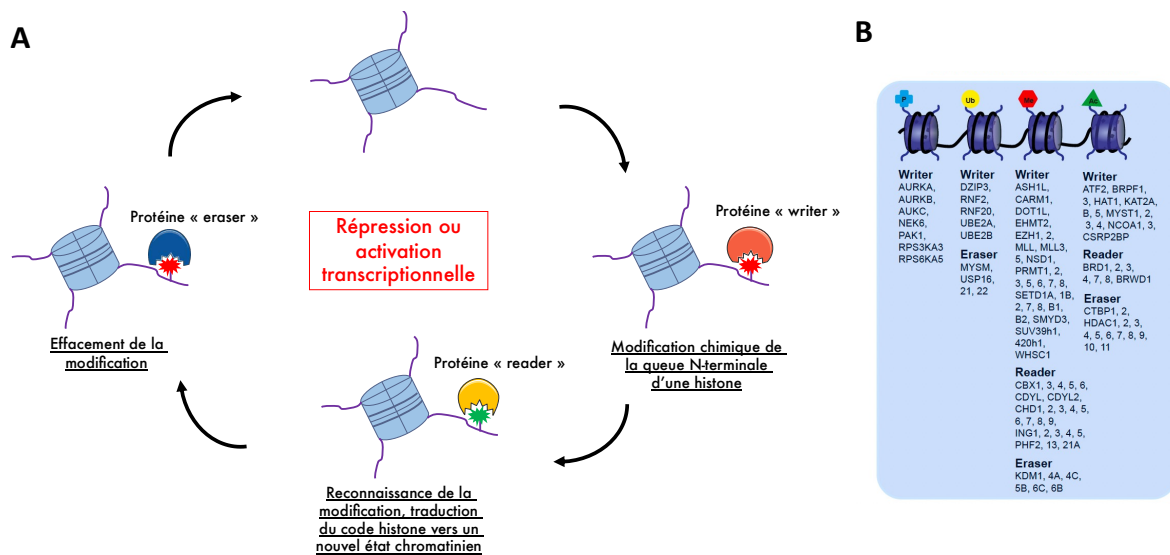 A
Protéine « eraser »
Effacement de la
modification
Répression ou
activation
transcriptionnelle
Protéine « writer »
Modification chimique de
la queue N-terminale
d'une histone
Protéine « reader »
Reconnaissance de la
modification, traduction
du code histone vers un
nouvel état chromatinien
B
P
Ub
Me
Ac
Writer
AURKA,
AURKB,
AUKC,
NEK6,
PAK1,
RPS3KA3
RPS6KA5
Writer
DZIP3,
RNF2,
RNF20,
UBE2A,
UBE2B
Eraser
MYSM,
USP16,
21, 22
Writer
ASH1L,
CARM1,
DOT1L,
EHMT2,
EZH1, 2,
MLL, MLL3,
5, NSD1,
PRMT1, 2,
3, 5, 6, 7, 8,
SETD1A, 1B,
2, 7, 8, B1,
B2, SMYD3,
SUV39h1,
420h1,
WHSC1
Reader
CBX1, 3, 4, 5, 6,
CDYL, CDYL2,
CHD1, 2, 3, 4, 5,
6, 7, 8, 9,
ING1, 2, 3, 4, 5,
PHF2, 13, 21A
Eraser
KDM1, 4A, 4C,
5B, 6C, 6B
Writer
ATF2, BRPF1,
3, HAT1, KAT2A,
B, 5, MYST1, 2,
3, 4, NCOA1, 3,
CSRP2BP
Reader
BRD1, 2, 3,
4, 7, 8, BRWD1
Eraser
CTBP1, 2,
HDAC1, 2, 3,
4, 5, 6, 7, 8, 9,
10, 11